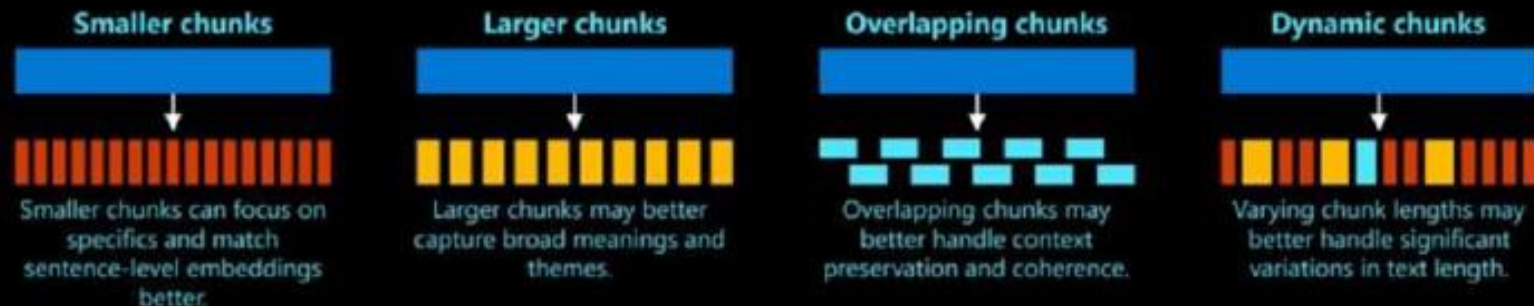 Smaller chunks
Smaller chunks can focus on
specifics and match
sentence-level embeddings
better.
Larger chunks
Larger chunks may better
capture broad meanings and
themes.
Overlapping chunks
Overlapping chunks may
better handle context
preservation and coherence.
Dynamic chunks
Varying chunk lengths may
better handle significant
variations in text length.